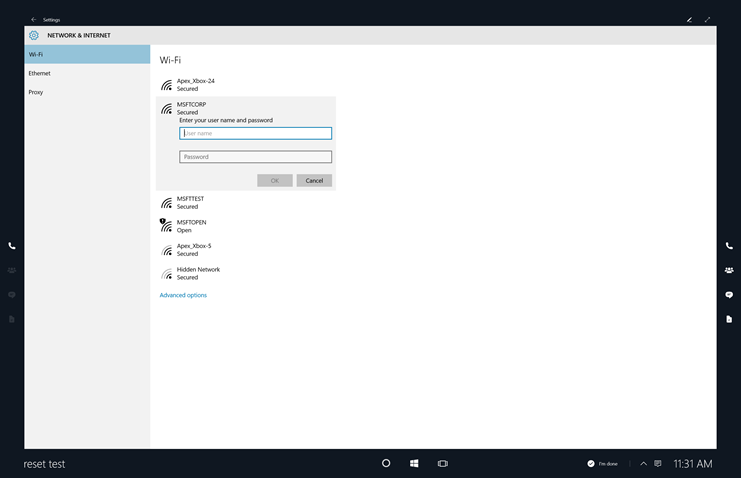 Settings
NETWORK & INTERNET
Wi-Fi
Ethernet
Proxy
Wi-Fi
Apex_Xbox-24
Secured
MSFTCORP
Secured
Enter your user name and password
User name
Password
OK Cancel
MSFTTEST
Secured
MSFTOPEN
Open
Apex_Xbox-5
Secured
Hidden Network
Secured
Advanced options
reset test
I'm done
11:31 AM